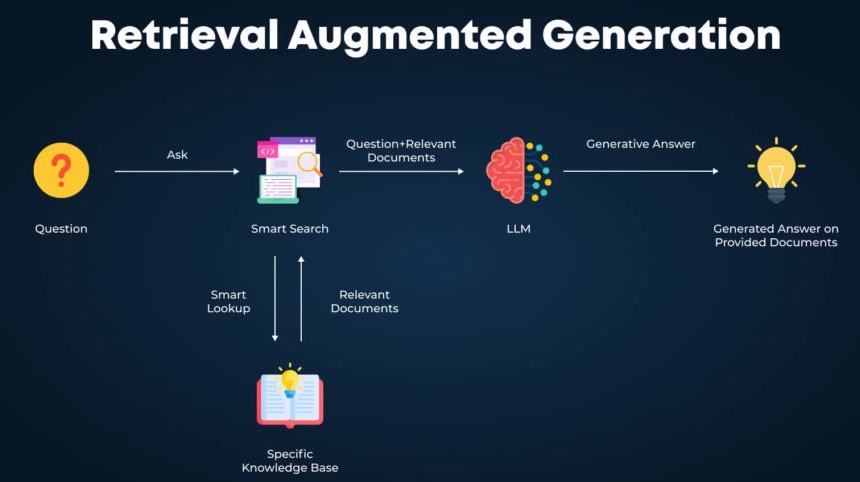 Retrieval Augmented Generation
Ask
Question+Relevant
Documents
Generative Answer
</>
Question
Smart Search
LLM
Generated Answer on
Provided Documents
Smart
Lookup
Relevant
Documents
Specific
Knowledge Base